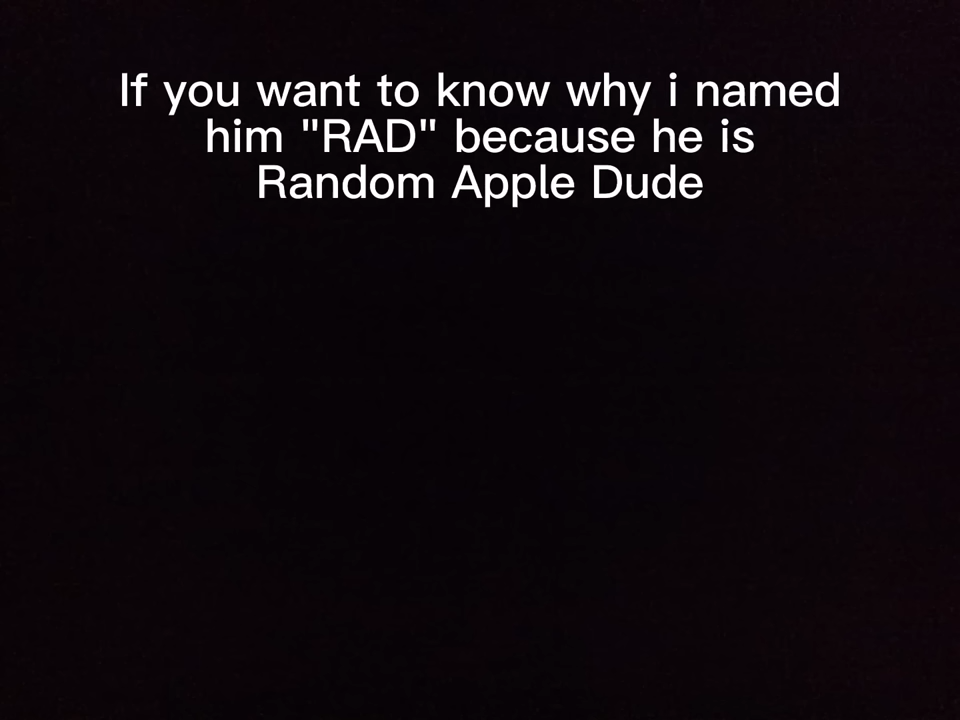 If you want to know why i named
him "RAD" because he is
Random Apple Dude